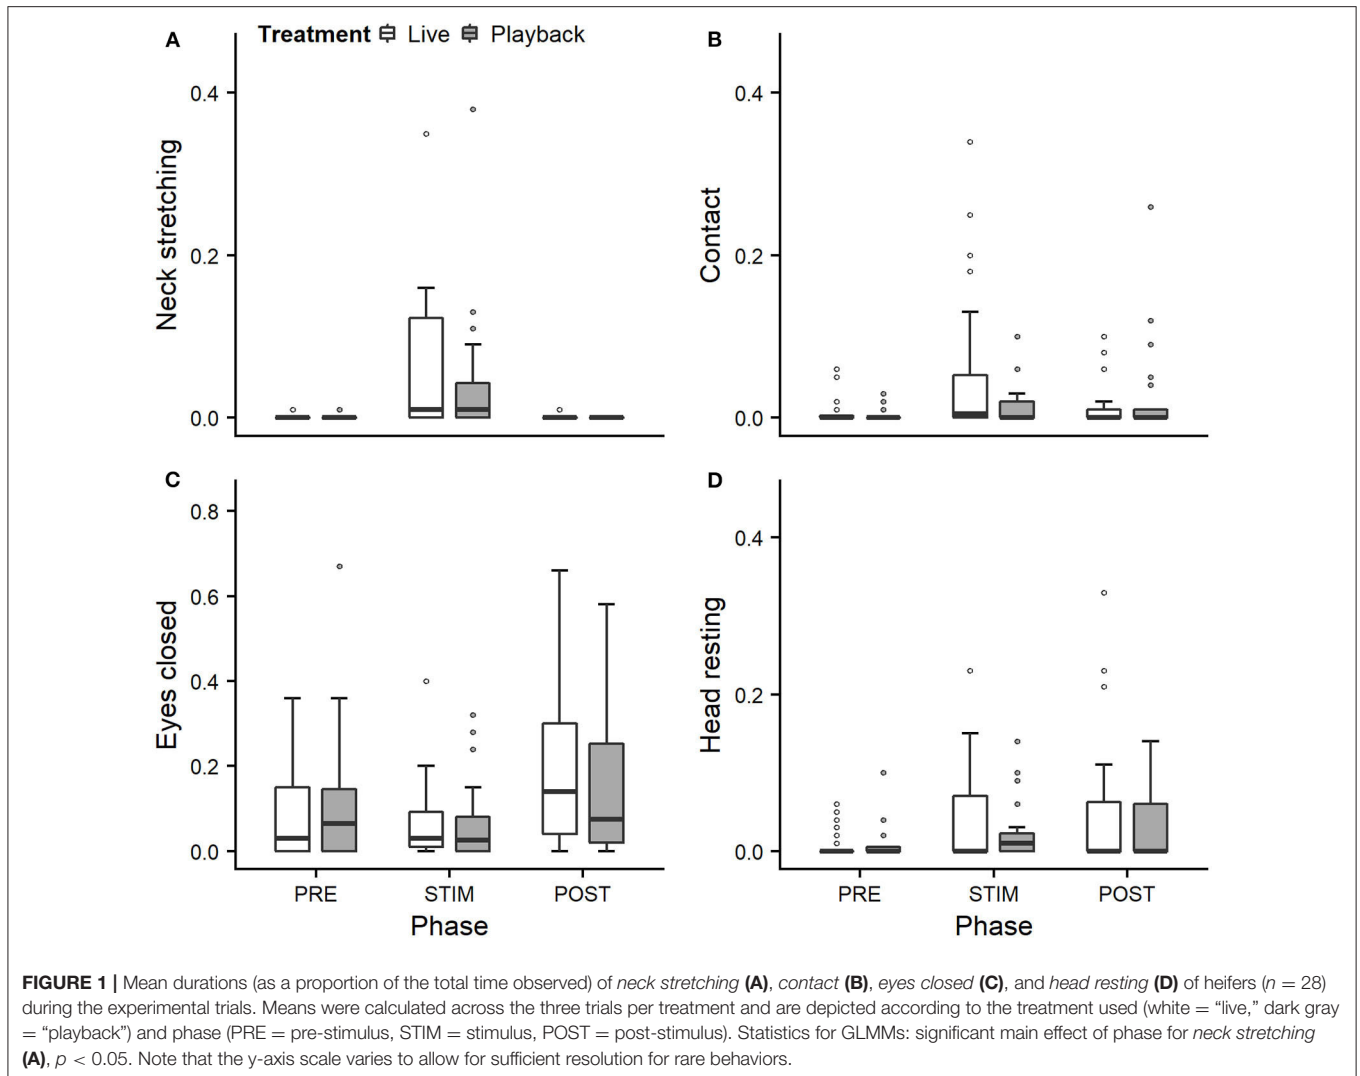 A
Treatment Live Playback
0.4
0.2
0.0
Neck stretching
B
0.4
0.2
0.0
Contact
C
0.8
0.6
0.4
0.2
0.0
Eyes closed
PRE STIM POST
Phase
D
0.4
0.2
0.0
Head resting
PRE STIM POST
Phase
FIGURE 1 | Mean durations (as a proportion of the total time observed) of neck stretching (A), contact (B), eyes closed (C), and head resting (D) of heifers (n = 28)
during the experimental trials. Means were calculated across the three trials per treatment and are depicted according to the treatment used (white = “live,” dark gray
= “playback”) and phase (PRE = pre-stimulus, STIM = stimulus, POST = post-stimulus). Statistics for GLMMs: significant main effect of phase for neck stretching
(A), p < 0.05. Note that the y-axis scale varies to allow for sufficient resolution for rare behaviors.